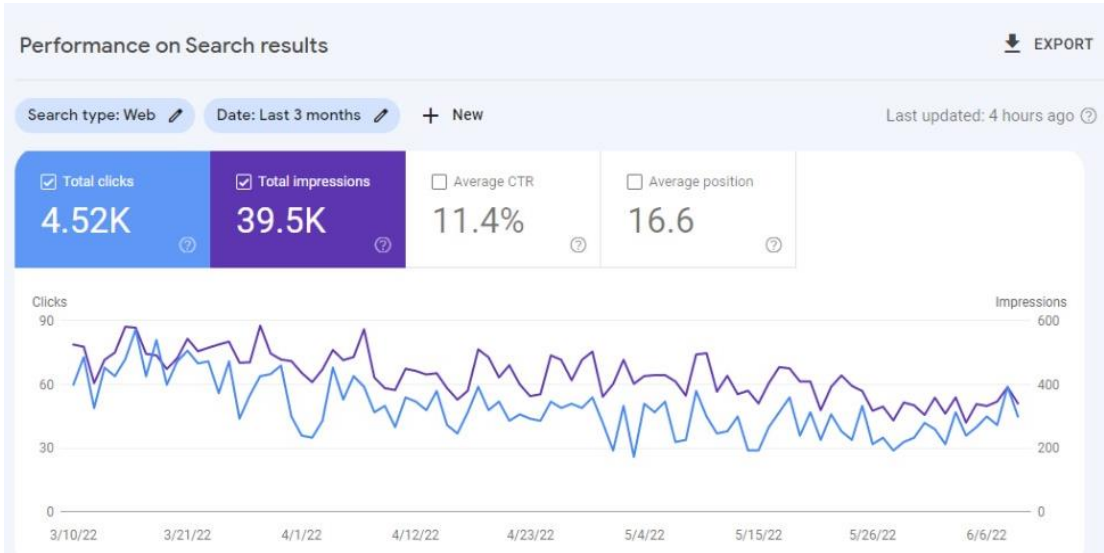 Performance on Search results
EXPORT
Search type: Web
Date: Last 3 months
+ New
Last updated: 4 hours ago
Total clicks
4.52K
Total impressions
39.5K
Average CTR
11.4%
Average position
16.6
Clicks
Impressions
90
600
60
400
30
200
0
0
3/10/22 3/21/22 4/1/22 4/12/22 4/23/22 5/4/22 5/15/22 5/26/22 6/6/22